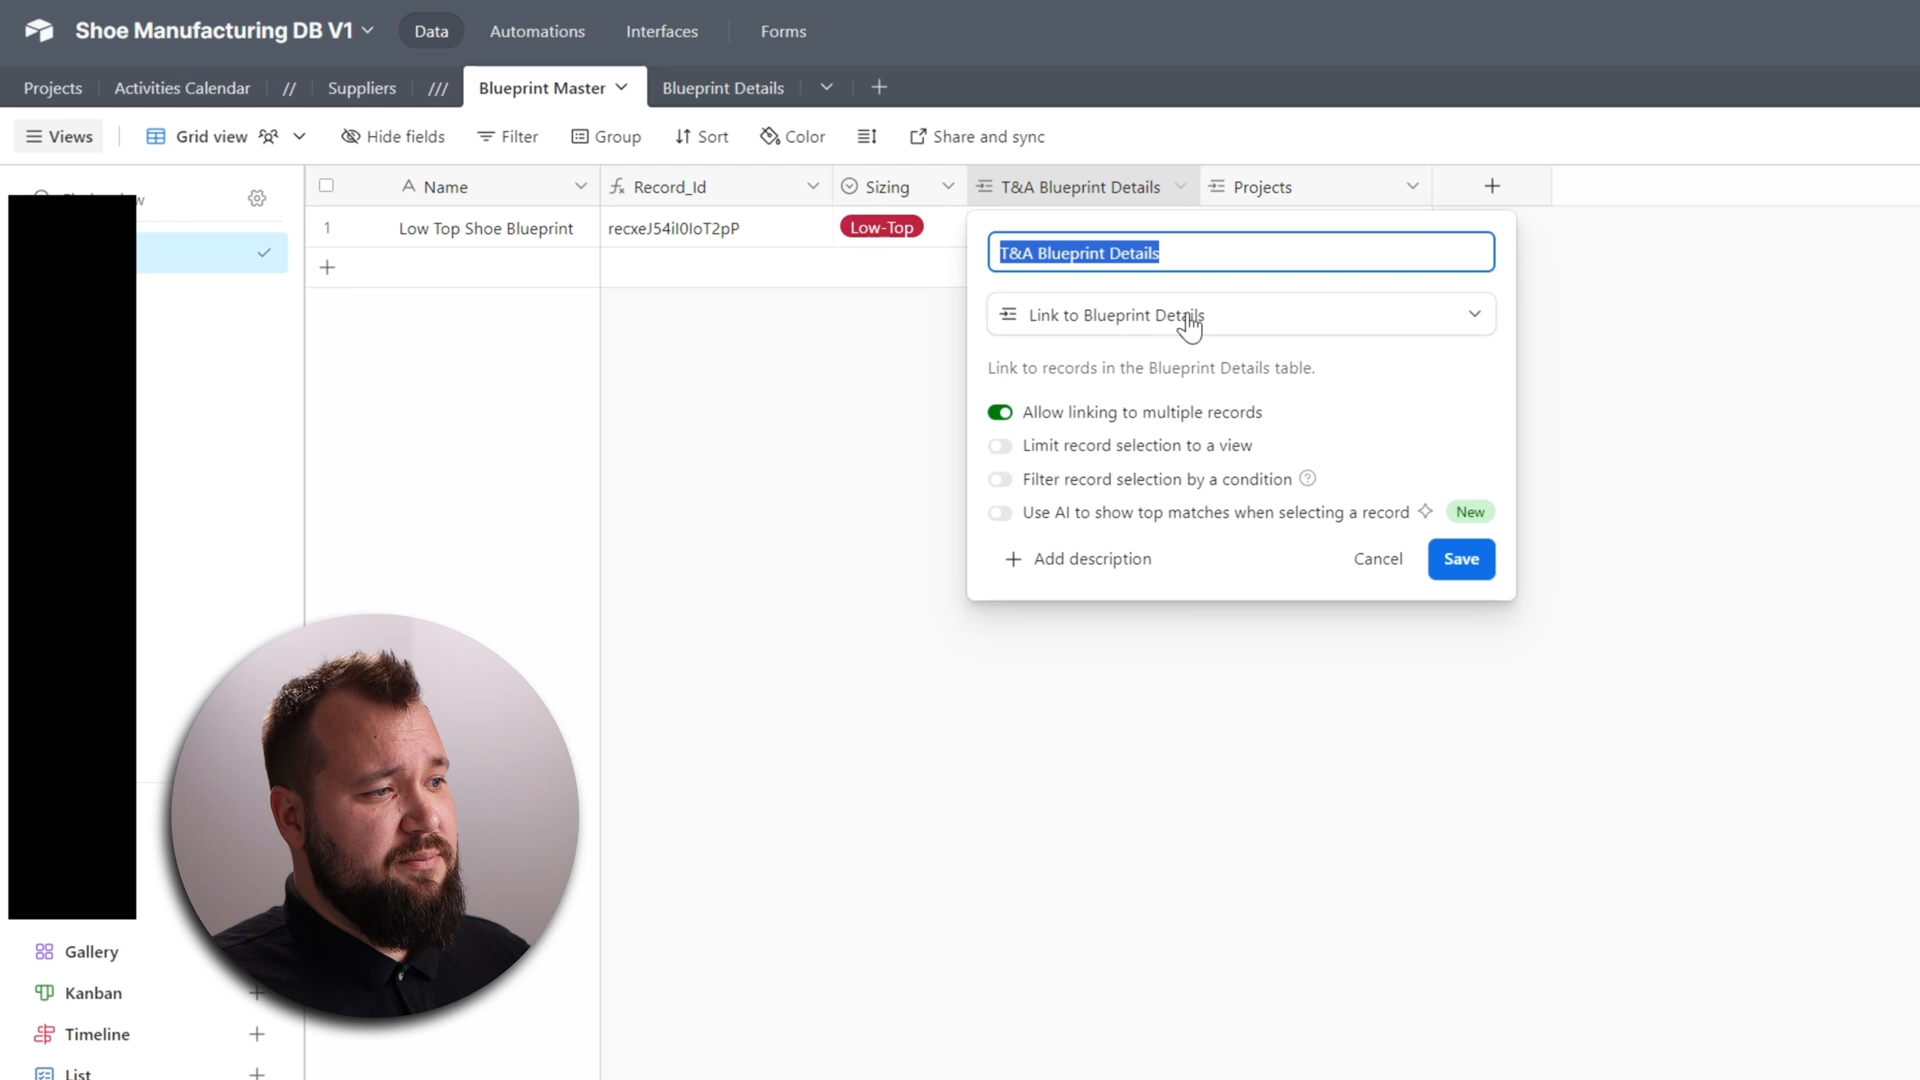 Shoe Manufacturing DB V1 Data Automations Interfaces Forms
Projects Activities Calendar // Suppliers /// Blueprint Master Blueprint Details
Views Grid view Hide fields Filter Group Sort Color Share and sync
Name Record_Id Sizing T&A Blueprint Details Projects
1 Low Top Shoe Blueprint recxeJ54iI0IoT2pP Low-Top
T&A Blueprint Details
Link to Blueprint Details
Link to records in the Blueprint Details table.
Allow linking to multiple records
Limit record selection to a view
Filter record selection by a condition
Use AI to show top matches when selecting a record New
Add description Cancel Save
Gallery
Kanban
Timeline
List